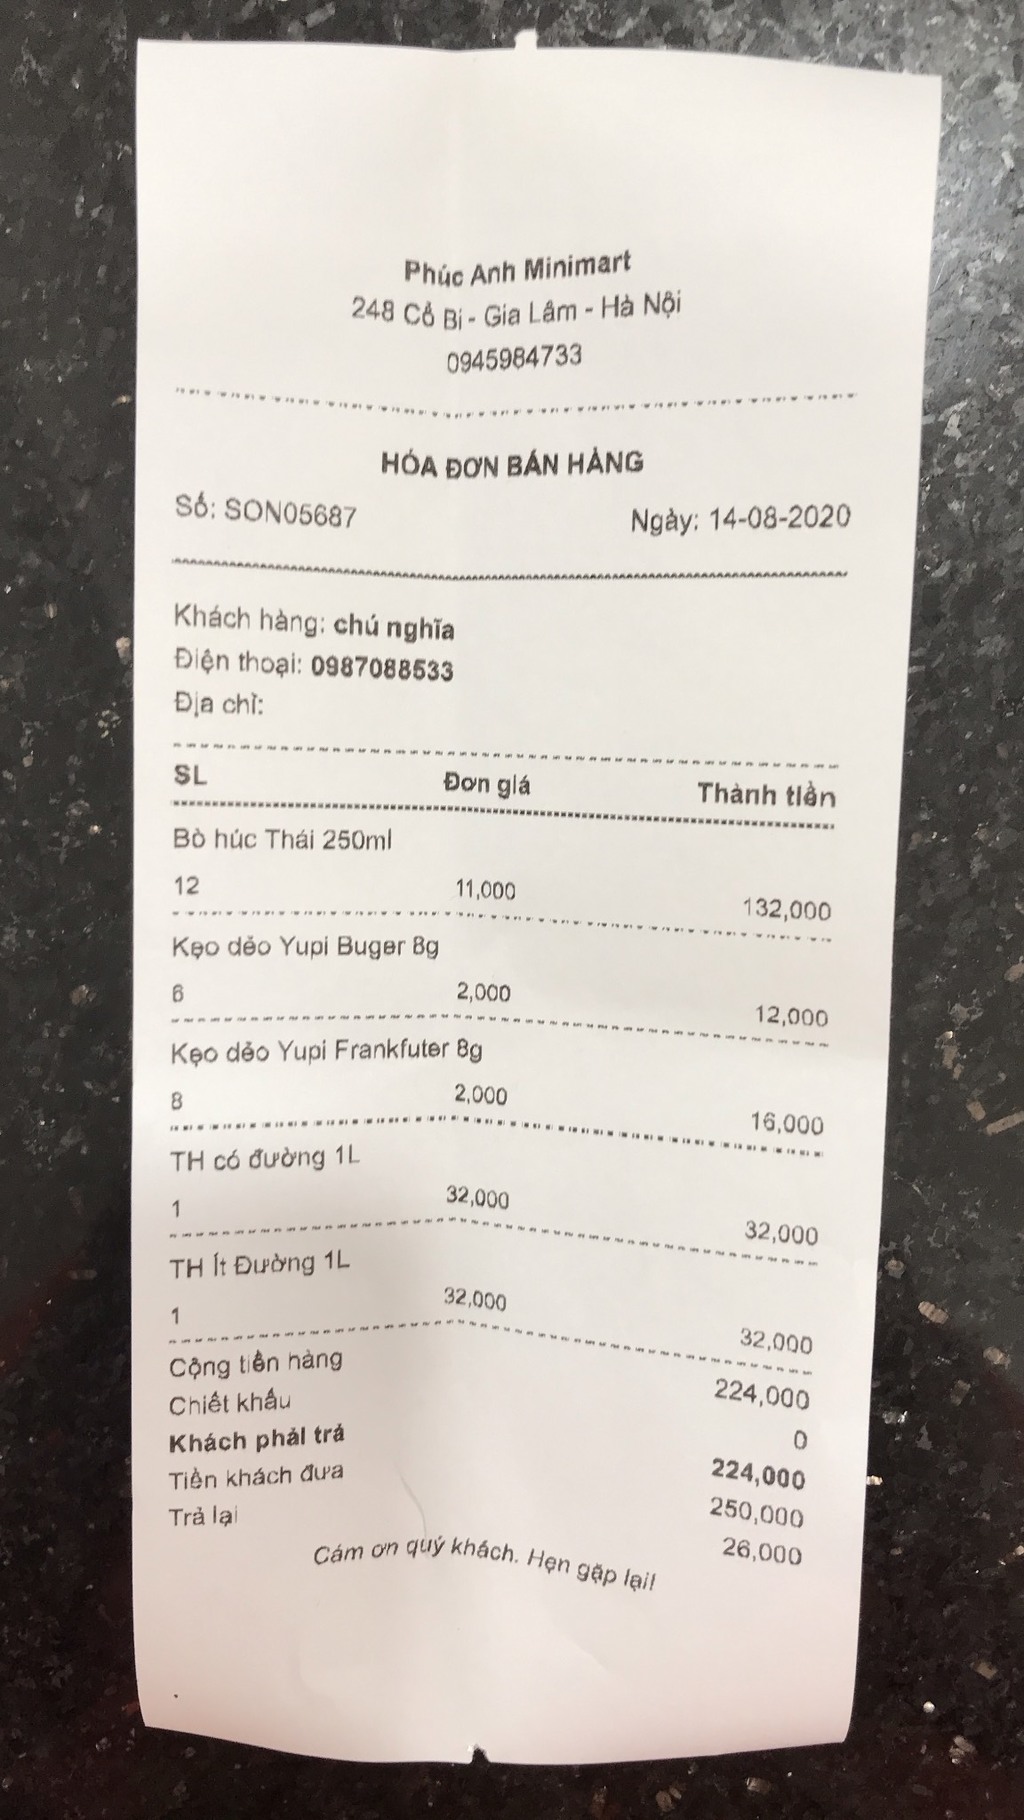 Phúc Anh Minimart
248 Cổ Bi - Gia Lâm - Hà Nội
0945984733
HÓA ĐƠN BÁN HÀNG
Số: SON05687 Ngày: 14-08-2020
Khách hàng: chú nghĩa
Điện thoại: 0987088533
Địa chỉ:
SL Đơn giá Thành tiền
Bò húc Thái 250ml
12 11,000 132,000
Kẹo dẻo Yupi Buger 8g
6 2,000 12,000
Kẹo dẻo Yupi Frankfuter 8g
8 2,000 16,000
TH có đường 1L
1 32,000 32,000
TH Ít Đường 1L
1 32,000 32,000
Cộng tiền hàng 224,000
Chiết khấu 0
Khách phải trả 224,000
Tiền khách đưa 250,000
Trả lại 26,000
Cám ơn quý khách. Hẹn gặp lại!